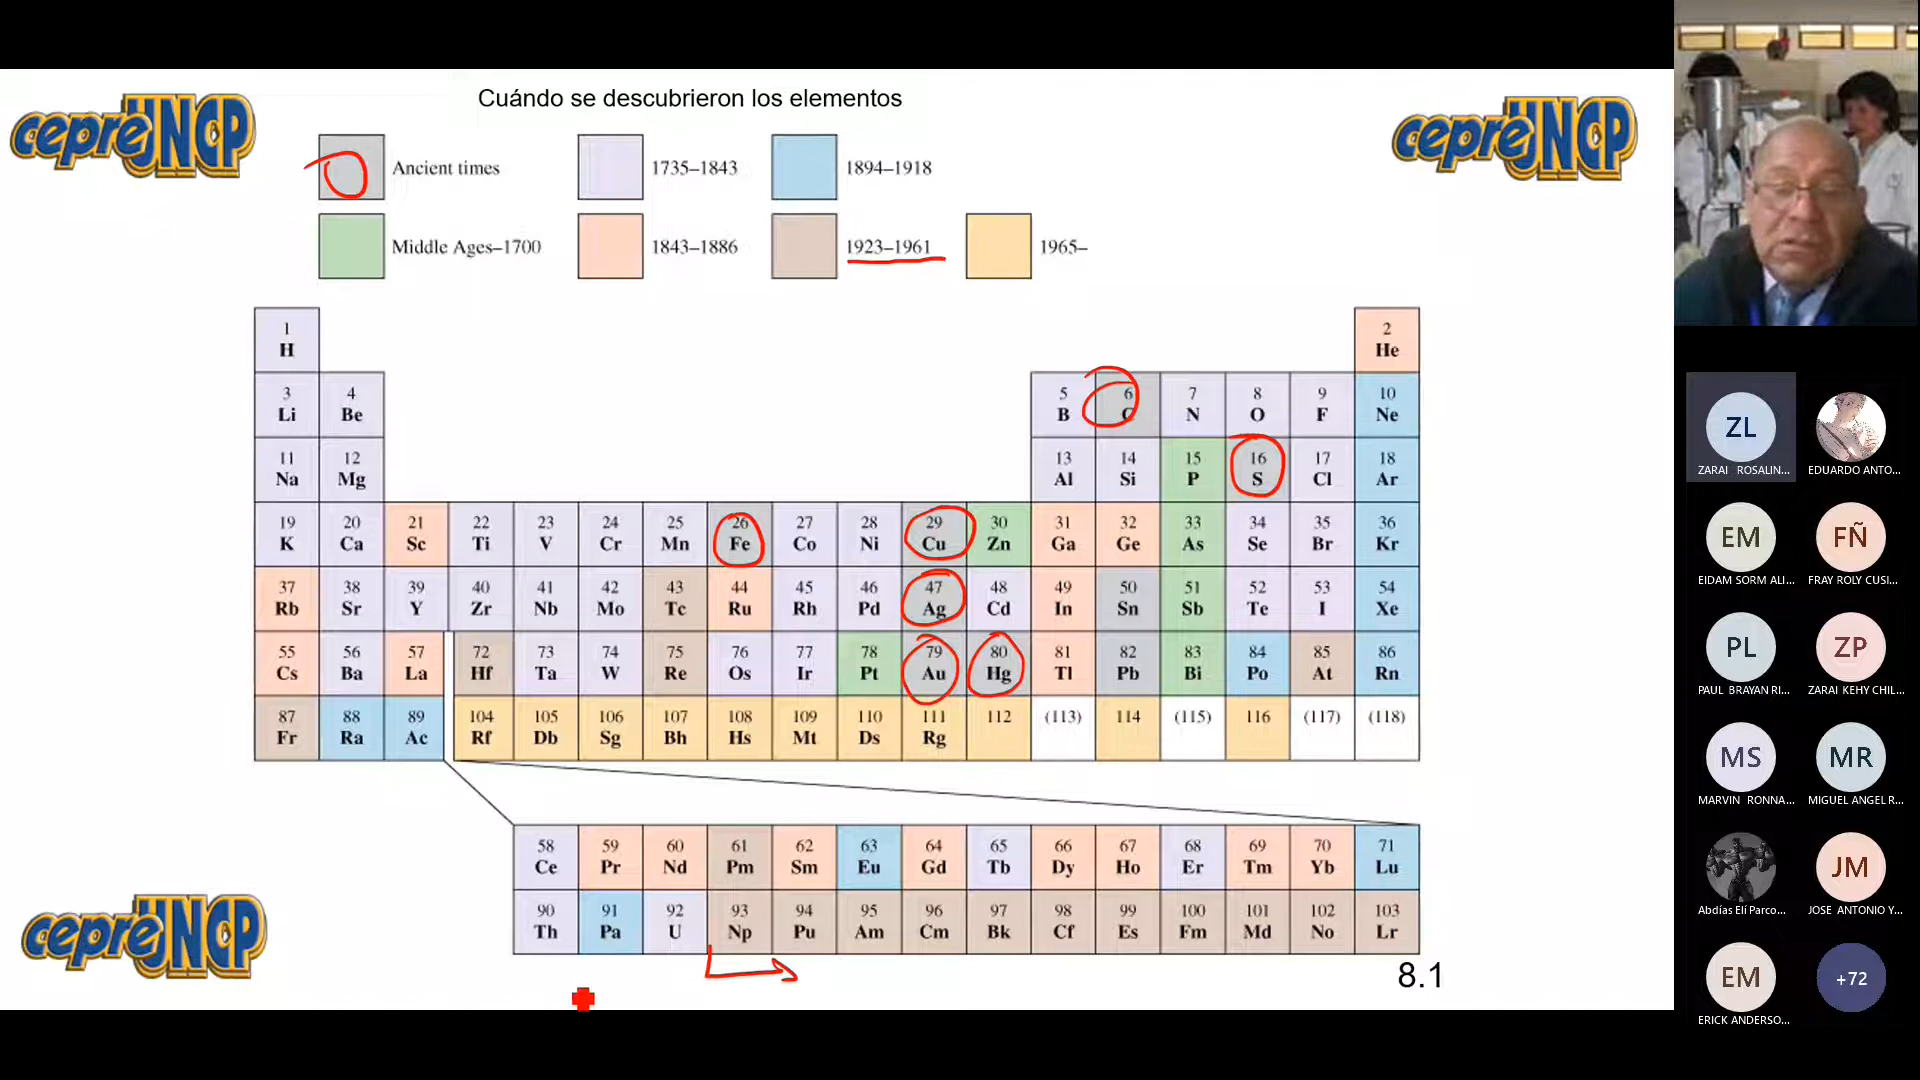 Cuándo se descubrieron los elementos
cepreUNCP
cepreUNCP
Ancient times
1735–1843
1894–1918
Middle Ages–1700
1843–1886
1923–1961
1965–
1 2
H He
3 4 5 6 7 8 9 10
Li Be B C N O F Ne
11 12 13 14 15 16 17 18
Na Mg Al Si P S Cl Ar
19 20 21 22 23 24 25 26 27 28 29 30 31 32 33 34 35 36
K Ca Sc Ti V Cr Mn Fe Co Ni Cu Zn Ga Ge As Se Br Kr
37 38 39 40 41 42 43 44 45 46 47 48 49 50 51 52 53 54
Rb Sr Y Zr Nb Mo Tc Ru Rh Pd Ag Cd In Sn Sb Te I Xe
55 56 57 72 73 74 75 76 77 78 79 80 81 82 83 84 85 86
Cs Ba La Hf Ta W Re Os Ir Pt Au Hg Tl Pb Bi Po At Rn
87 88 89 104 105 106 107 108 109 110 111 112 (113) 114 (115) 116 (117) (118)
Fr Ra Ac Rf Db Sg Bh Hs Mt Ds Rg
58 59 60 61 62 63 64 65 66 67 68 69 70 71
Ce Pr Nd Pm Sm Eu Gd Tb Dy Ho Er Tm Yb Lu
90 91 92 93 94 95 96 97 98 99 100 101 102 103
Th Pa U Np Pu Am Cm Bk Cf Es Fm Md No Lr
cepreUNCP
8.1
ZL
ZARAI ROSALIN...
EDUARDO ANTO...
EM
EIDAM SORM ALI...
FÑ
FRAY ROLY CUSI...
PL
PAUL BRAYAN RI...
ZP
ZARAI KEHY CHIL...
MS
MARVIN RONNA...
MR
MIGUEL ANGEL R...
Abdías Elí Parco...
JM
JOSE ANTONIO Y...
EM
ERICK ANDERSO...
+72